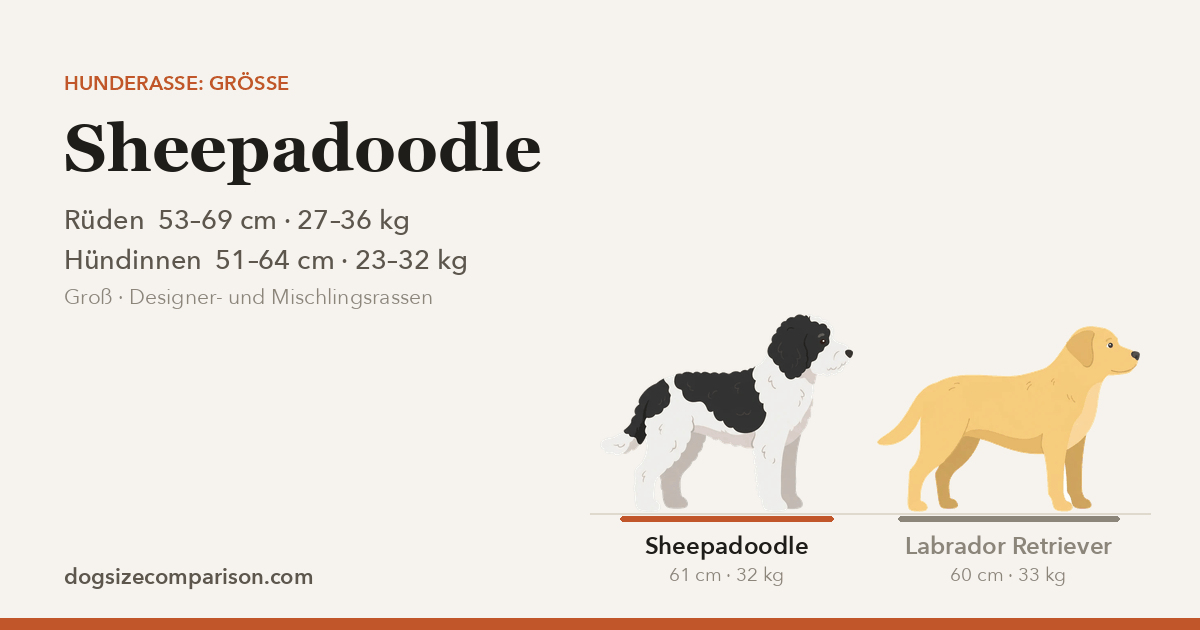 HUNDERASSE: GRÖSSE
Sheepadoodle
Rüden 53–69 cm · 27–36 kg
Hündinnen 51–64 cm · 23–32 kg
Groß · Designer- und Mischlingsrassen
Sheepadoodle
61 cm · 32 kg
Labrador Retriever
60 cm · 33 kg
dogsizecomparison.com